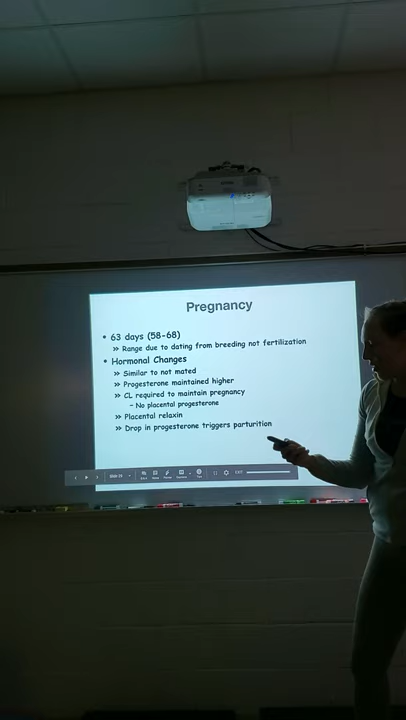 Pregnancy
• 63 days (58-68)
» Range due to dating from breeding not fertilization
• Hormonal Changes
» Similar to not mated
» Progesterone maintained higher
» CL required to maintain pregnancy
– No placental progesterone
» Placental relaxin
» Drop in progesterone triggers parturition